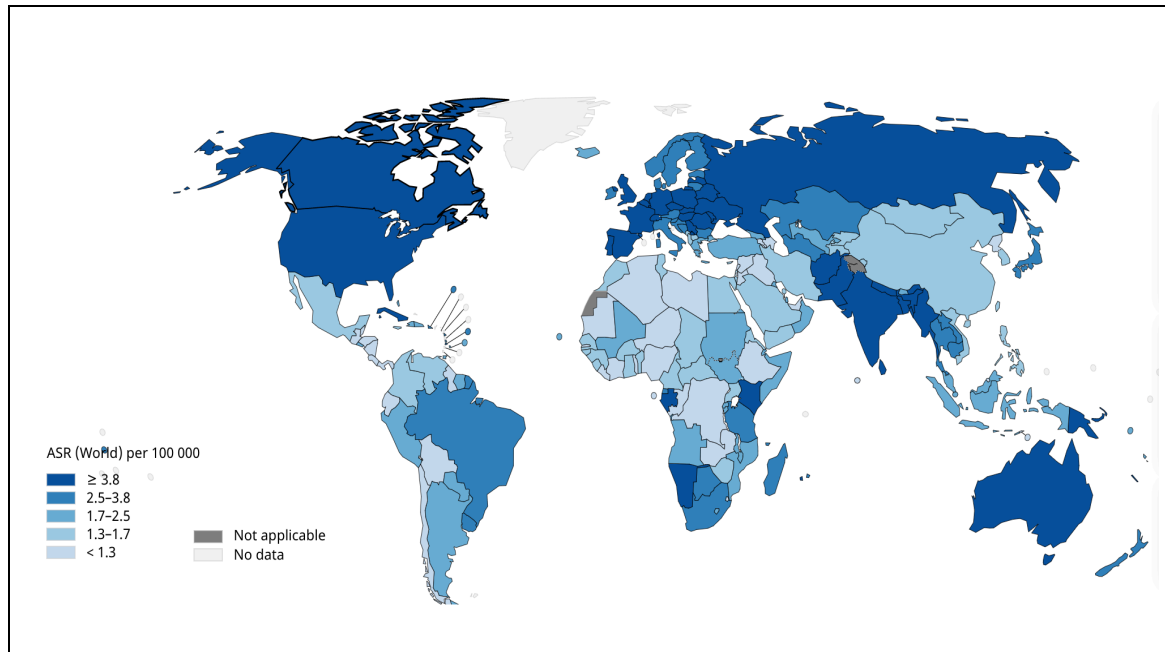 ASR (World) per 100 000
≥ 3.8
2.5–3.8
1.7–2.5
1.3–1.7
< 1.3
Not applicable
No data